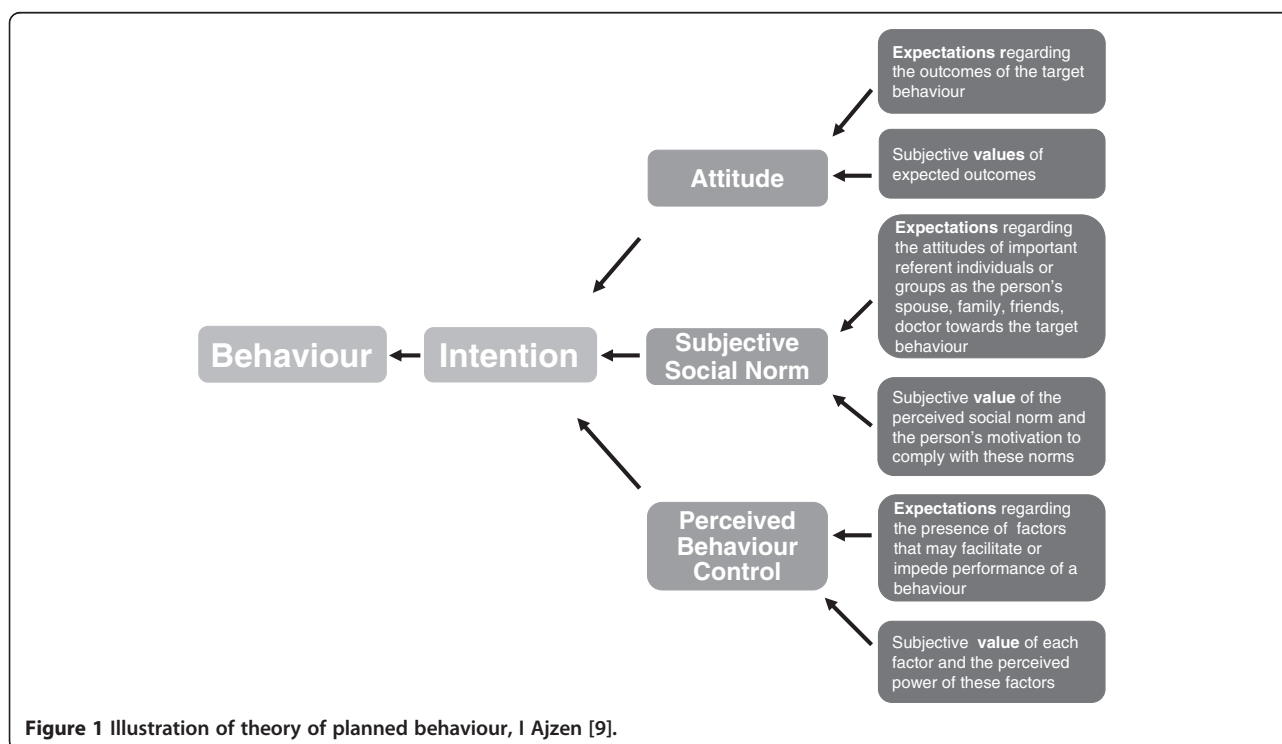 Expectations regarding
the outcomes of the target
behaviour
Subjective values of
expected outcomes
Attitude
Expectations regarding
the attitudes of important
referent individuals or
groups as the person's
spouse, family, friends,
doctor towards the target
behaviour
Behaviour
Intention
Subjective
Social Norm
Subjective value of the
perceived social norm and
the person's motivation to
comply with these norms
Perceived
Behaviour
Control
Expectations regarding
the presence of factors
that may facilitate or
impede performance of a
behaviour
Subjective value of each
factor and the perceived
power of these factors
Figure 1 Illustration of theory of planned behaviour, I Ajzen [9].